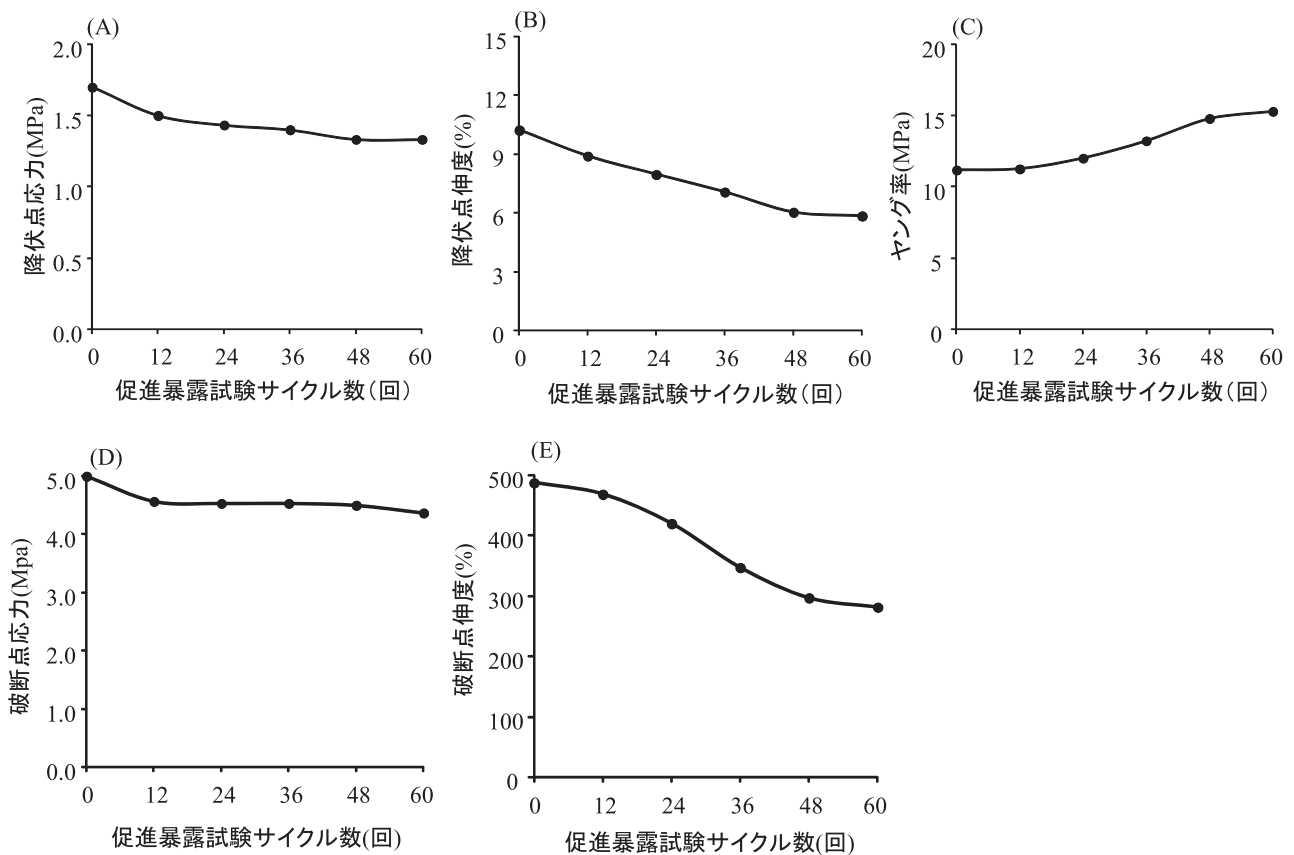 (A)
2.0
1.5
1.0
0.5
0.0
降伏点応力(MPa)
0 12 24 36 48 60
促進暴露試験サイクル数(回)
(B)
15
12
9
6
3
0
降伏点伸度(%)
0 12 24 36 48 60
促進暴露試験サイクル数(回)
(C)
20
15
10
5
0
ヤング率(MPa)
0 12 24 36 48 60
促進暴露試験サイクル数(回)
(D)
5.0
4.0
3.0
2.0
1.0
0.0
破断点応力(Mpa)
0 12 24 36 48 60
促進暴露試験サイクル数(回)
(E)
500
400
300
200
100
0
破断点伸度(%)
0 12 24 36 48 60
促進暴露試験サイクル数(回)